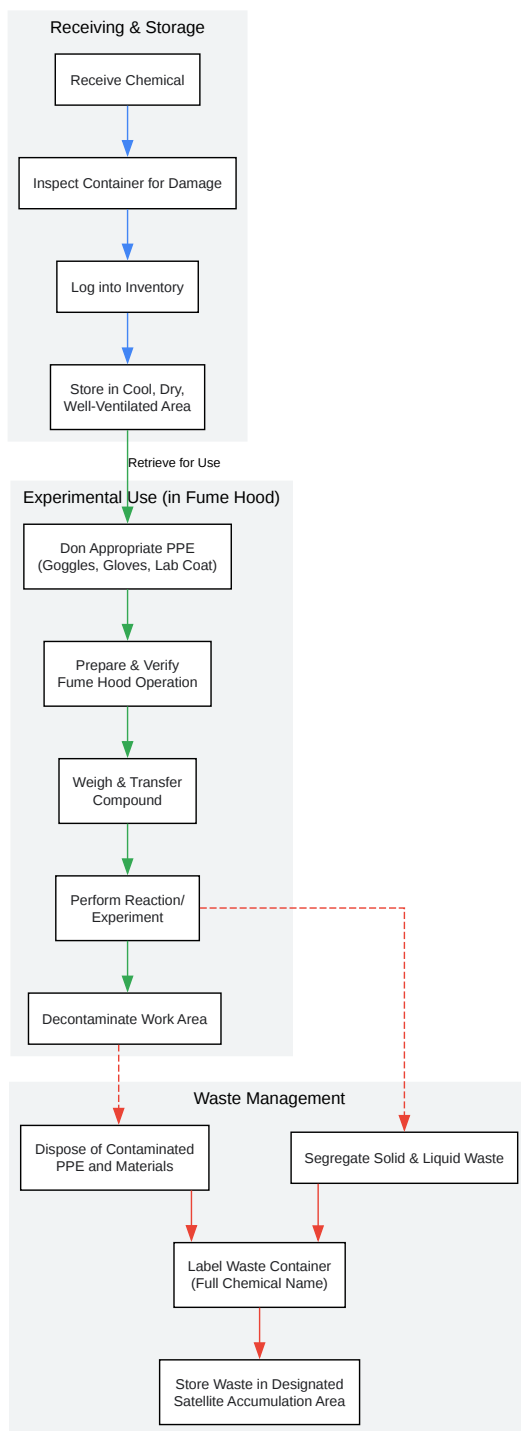 Receiving & Storage
Receive Chemical
Inspect Container for Damage
Log into Inventory
Store in Cool, Dry,
Well-Ventilated Area
Retrieve for Use
Experimental Use (in Fume Hood)
Don Appropriate PPE
(Goggles, Gloves, Lab Coat)
Prepare & Verify
Fume Hood Operation
Weigh & Transfer
Compound
Perform Reaction/
Experiment
Decontaminate Work Area
Waste Management
Dispose of Contaminated
PPE and Materials
Segregate Solid & Liquid Waste
Label Waste Container
(Full Chemical Name)
Store Waste in Designated
Satellite Accumulation Area